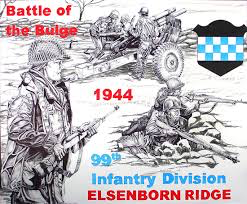 Battle of
the Bulge
1944
99th
Infantry Division
ELSENBORN RIDGE